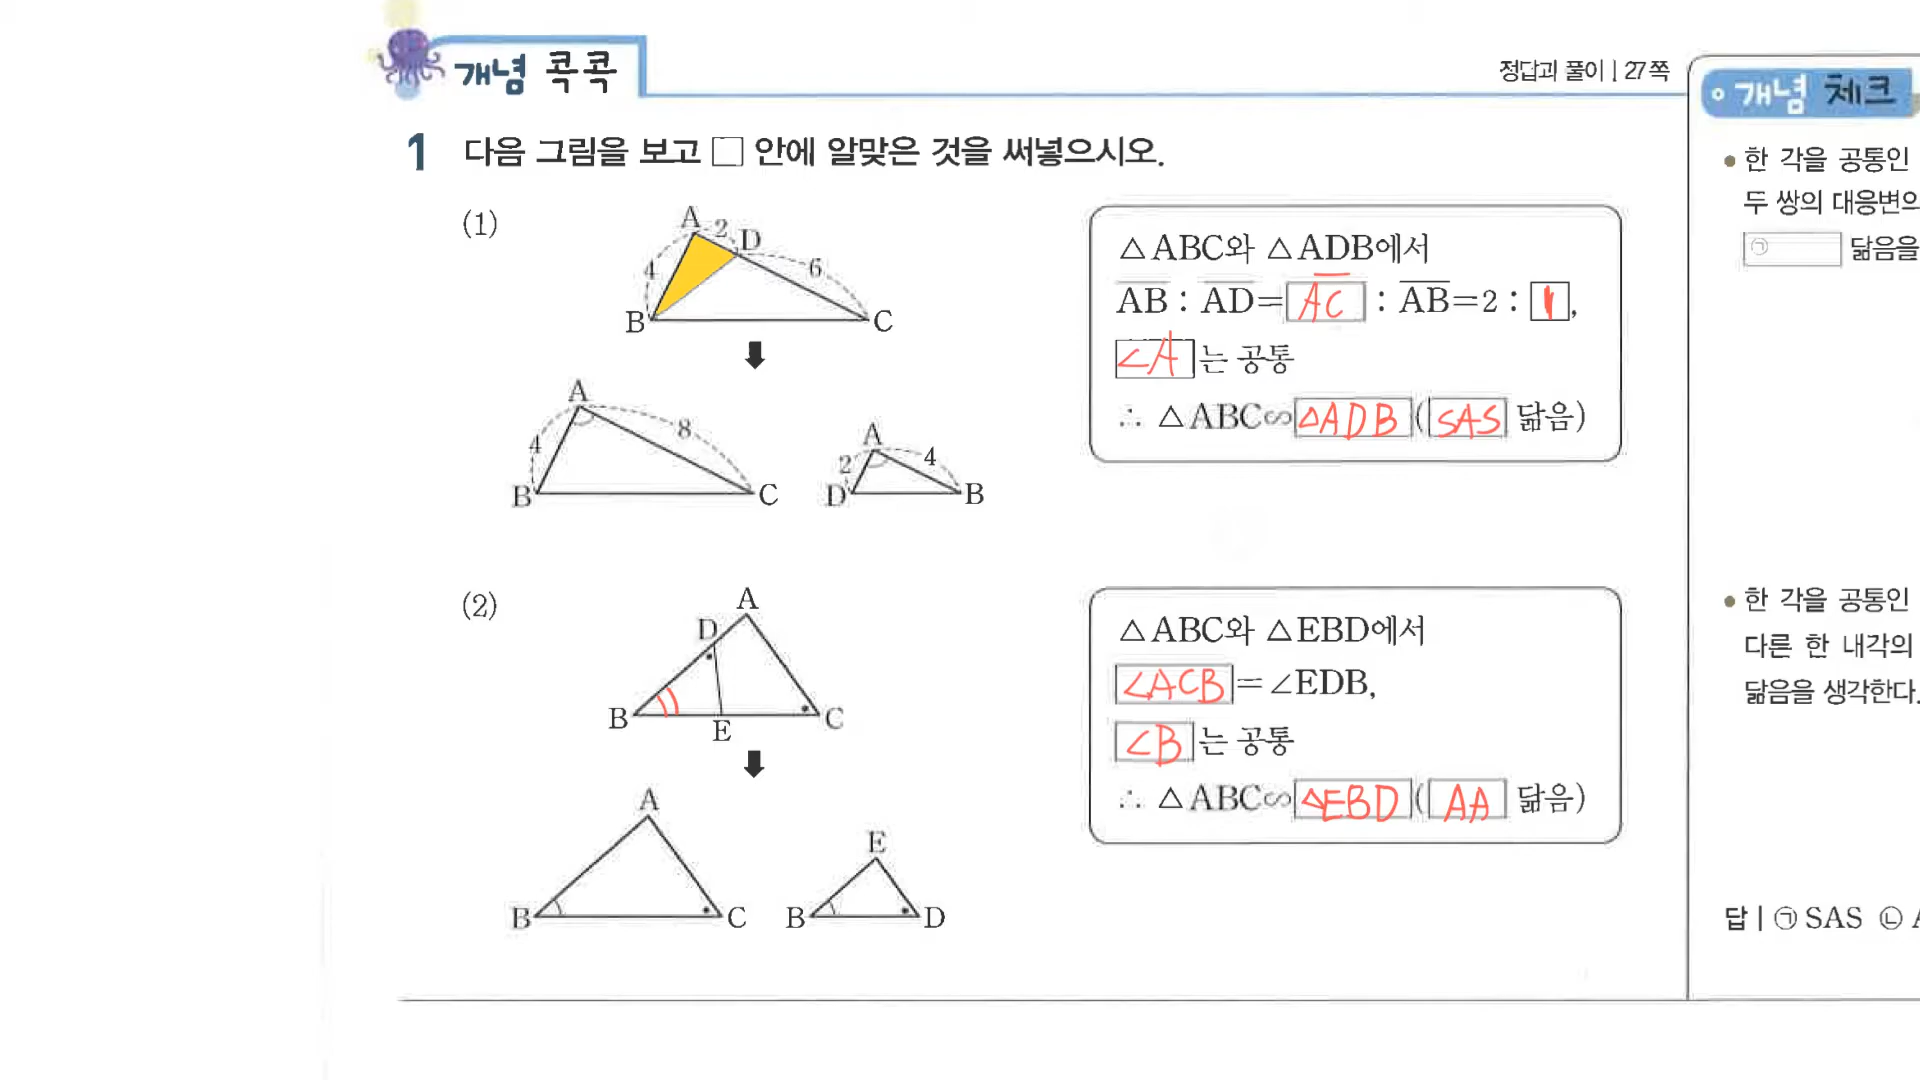 개념 콕콕
정답과 풀이 | 27쪽
1 다음 그림을 보고 □ 안에 알맞은 것을 써넣으시오.
(1)
A
2
D
4
6
B
C
A
4
8
B
C
A
2
4
D
B
△ABC와 △ADB에서
AB : AD = AC : AB = 2 : 1,
∠A 는 공통
∴ △ABC∽△ADB (SAS 닮음)
(2)
A
D
B
E
C
A
B
C
E
B
D
△ABC와 △EBD에서
∠ACB = ∠EDB,
∠B 는 공통
∴ △ABC∽△EBD (AA 닮음)
개념 체크
• 한 각을 공통인
두 쌍의 대응변의
㉠ 닮음을
• 한 각을 공통인
다른 한 내각의
닮음을 생각한다.
답 | ㉠ SAS ㉡ A